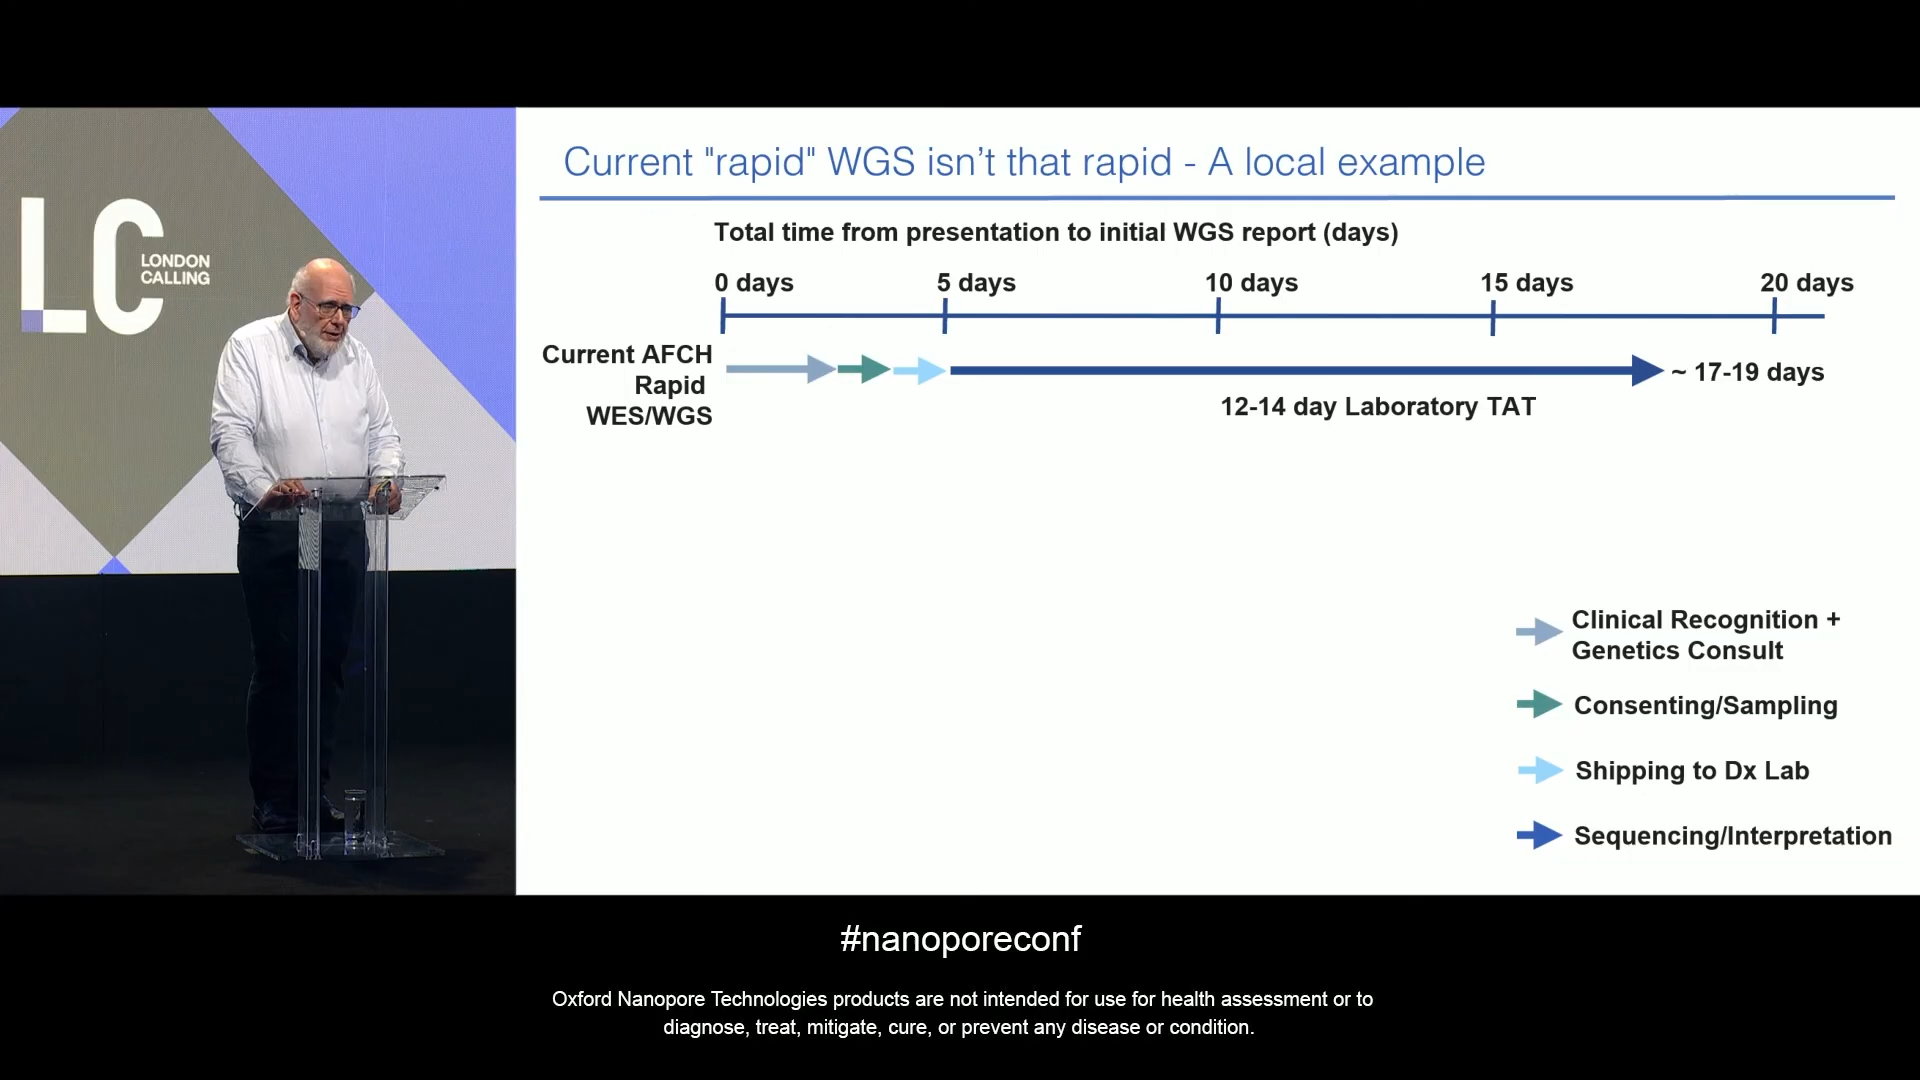 LC
LONDON
CALLING
Current "rapid" WGS isn’t that rapid - A local example
Total time from presentation to initial WGS report (days)
0 days
5 days
10 days
15 days
20 days
Current AFCH
Rapid
WES/WGS
~ 17-19 days
12-14 day Laboratory TAT
Clinical Recognition +
Genetics Consult
Consenting/Sampling
Shipping to Dx Lab
Sequencing/Interpretation
#nanoporeconf
Oxford Nanopore Technologies products are not intended for use for health assessment or to
diagnose, treat, mitigate, cure, or prevent any disease or condition.